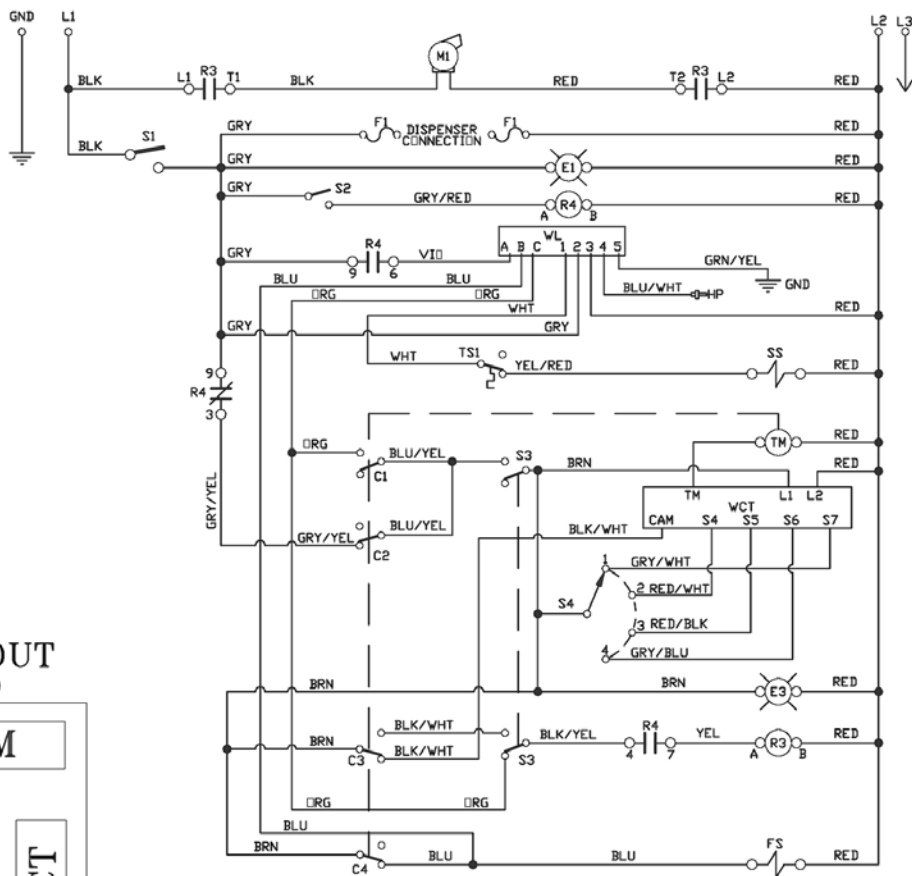 GND L1 L2 L3
BLK L1 R3 T1 BLK M1 RED T2 R3 L2 RED
GRY F1 DISPENSER CONNECTION F1 RED
BLK S1
GRY E1 RED
GRY S2 GRY/RED A R4 B RED
WL
A B C 1 2 3 4 5
GRY 9 R4 6 VIO
GRN/YEL
GND
BLU BLU
BLU/WHT HP
ORG ORG
WHT
RED
GRY GRY
WHT TS1 YEL/RED SS RED
9
R4
3
TM RED
ORG
C1 BLU/YEL S3 BRN RED
TM L1 L2
WCT
CAM S4 S5 S6 S7
GRY/YEL
GRY/YEL C2 BLU/YEL
BLK/WHT
1 GRY/WHT
2 RED/WHT
S4
3 RED/BLK
4 GRY/BLU
OUT
BRN BRN E3 RED
BLK/WHT
M
BRN C3 BLK/WHT S3 BLK/YEL 4 R4 7 YEL A R3 B RED
ORG ORG
BLU
BRN C4 BLU BLU FS RED
CT